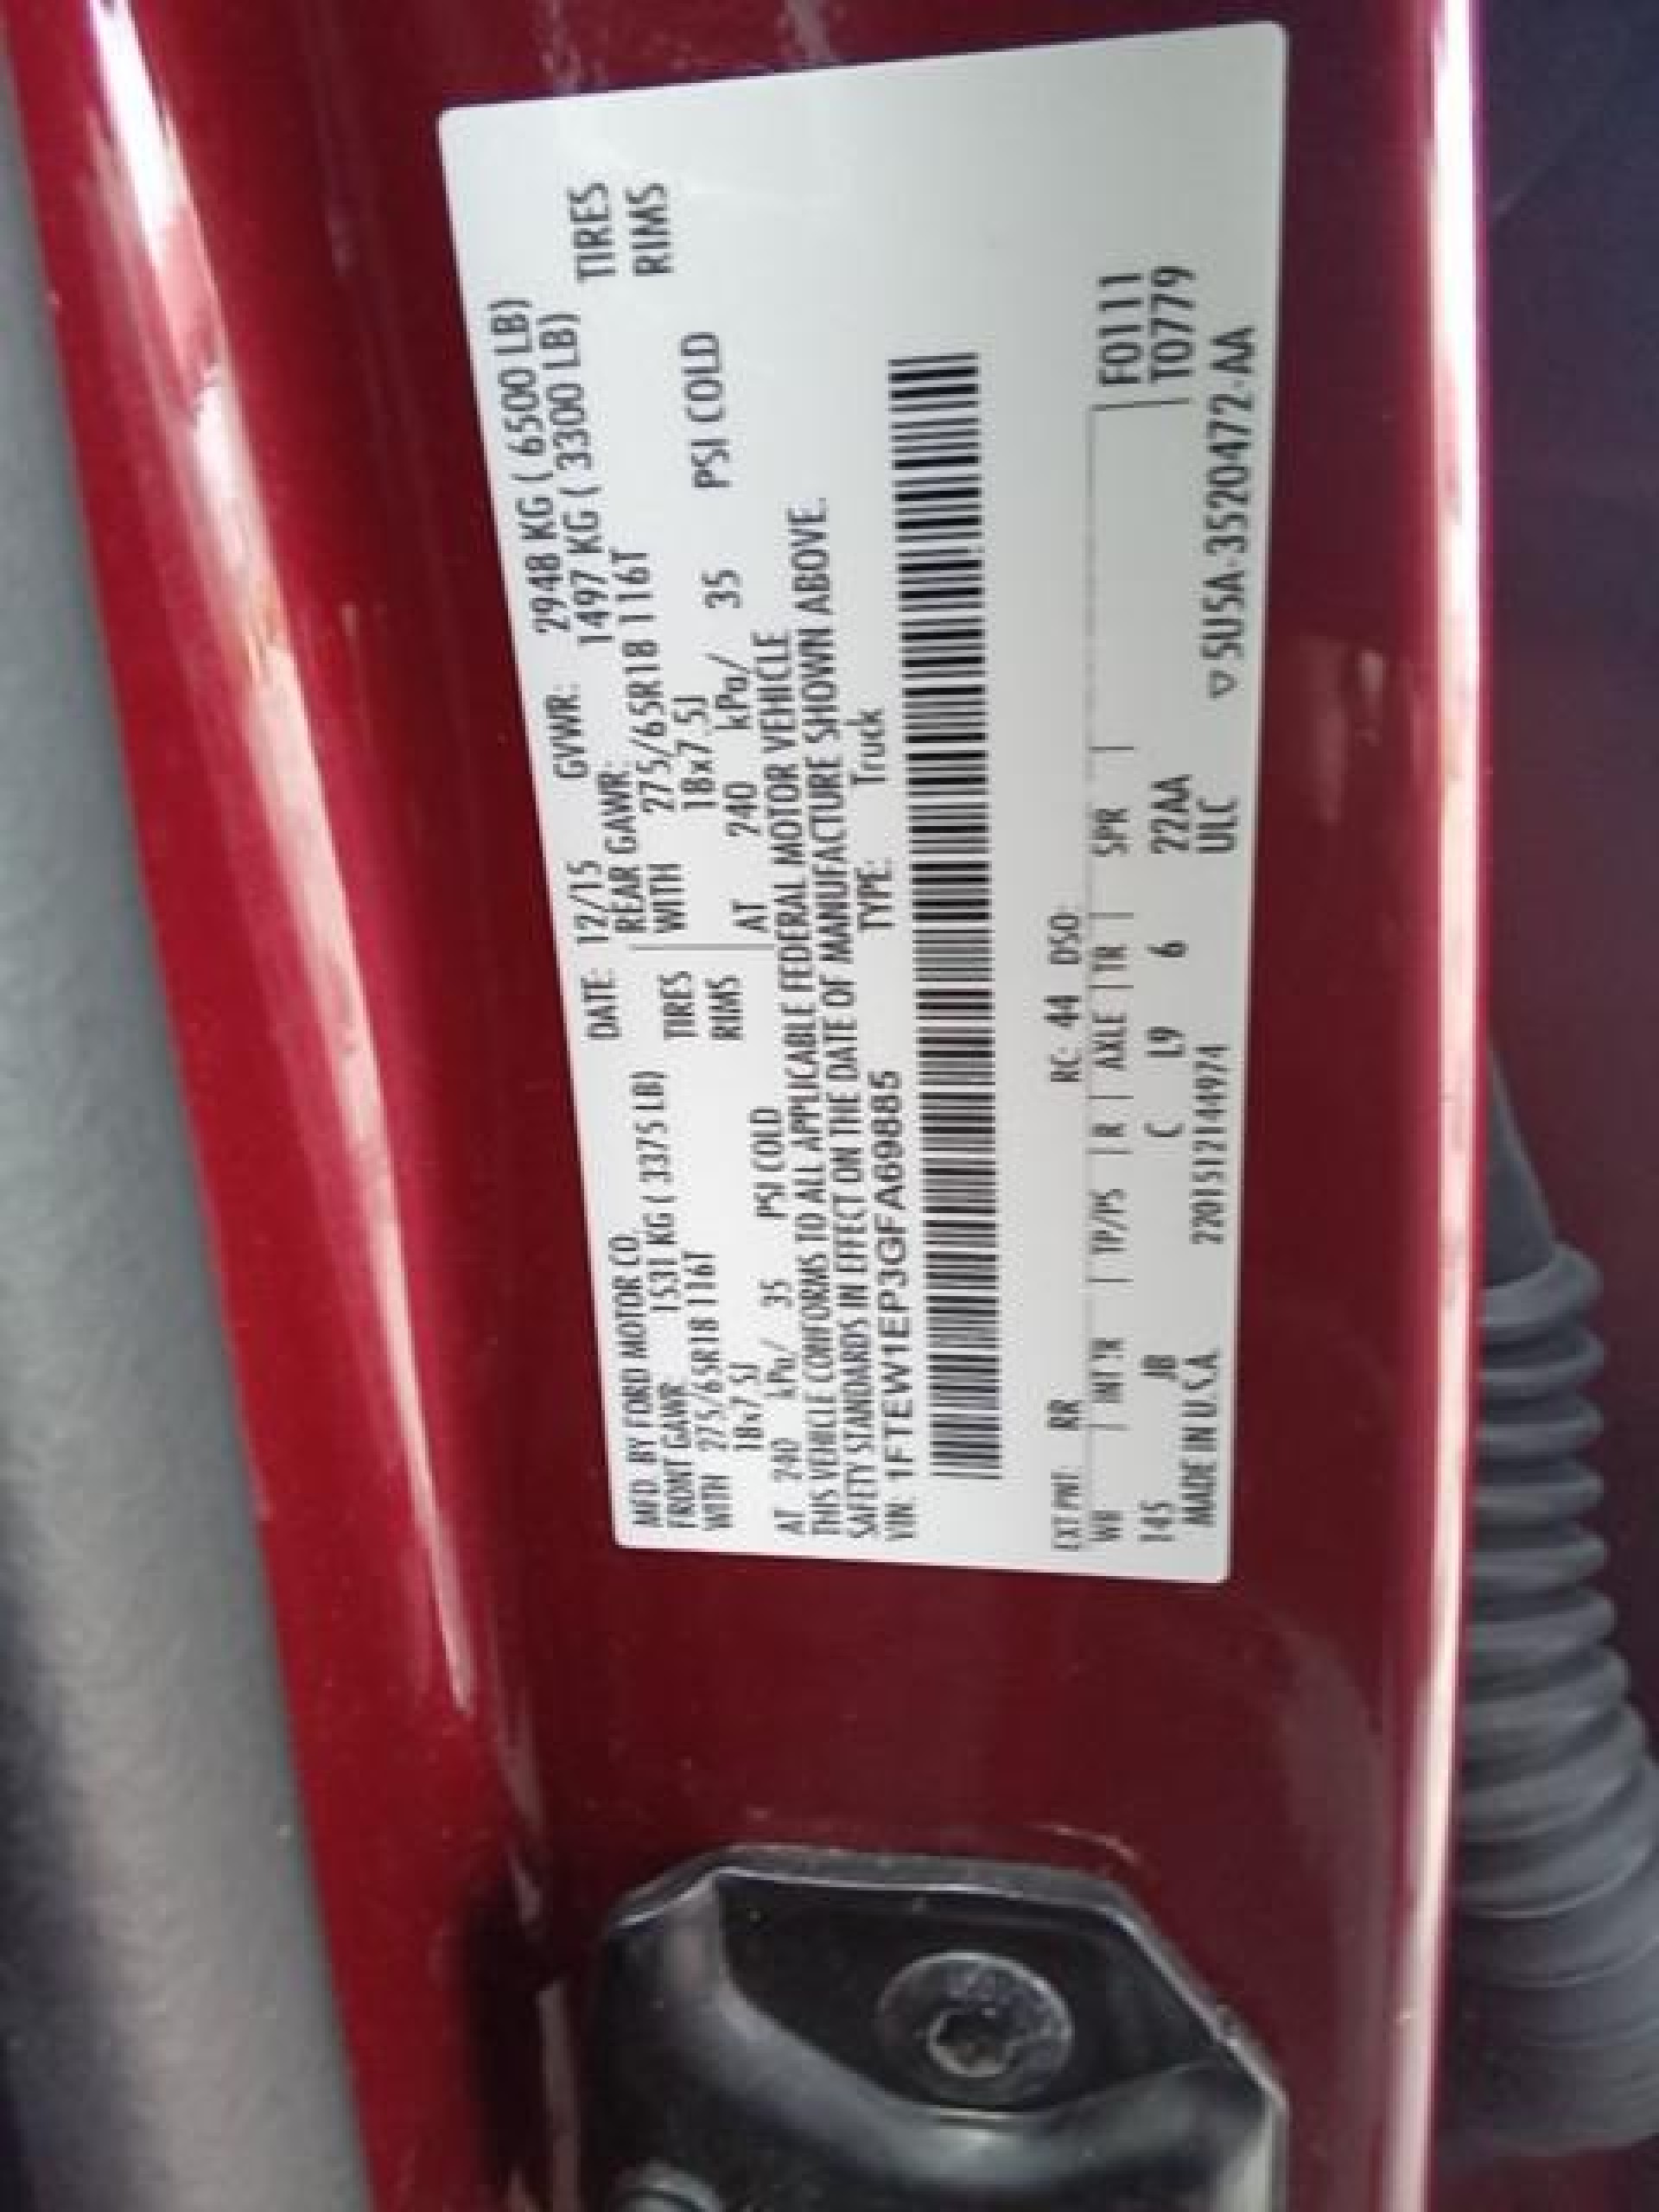 MFD. BY FORD MOTOR CO. DATE: 12/15 GVWR: 2948 KG ( 6500 LB)
FRONT GAWR: 1531 KG ( 3375 LB) REAR GAWR: 1497 KG ( 3300 LB)
WITH 275/65R18 116T TIRES WITH 275/65R18 116T TIRES
18x7.5J RIMS 18x7.5J RIMS
AT 240 kPa/ 35 PSI COLD AT 240 kPa/ 35 PSI COLD
THIS VEHICLE CONFORMS TO ALL APPLICABLE FEDERAL MOTOR VEHICLE
SAFETY STANDARDS IN EFFECT ON THE DATE OF MANUFACTURE SHOWN ABOVE.
VIN: 1FTEW1EP3GFA69885 TYPE: Truck
EXT PNT: RR RC: 44 DSO:
WB | INT TR | TP/PS | R | AXLE | TR | SPR | F0111
145 JB C L9 6 22AA T0779
MADE IN U.S.A. 2201512144974 ULC ▽ 5U5A-3520472-AA